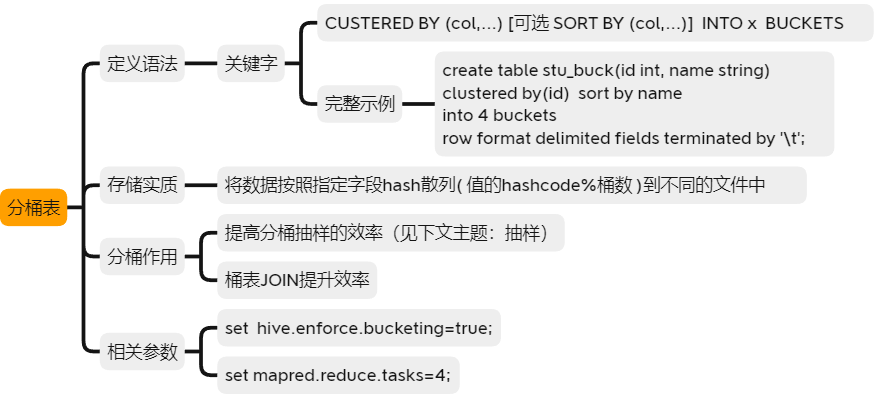 分桶表
定义语法
关键字
CUSTERED BY (col,...) [可选 SORT BY (col,...)] INTO x BUCKETS
完整示例
create table stu_buck(id int, name string)
clustered by(id) sort by name
into 4 buckets
row format delimited fields terminated by '\t';
存储实质
将数据按照指定字段hash散列( 值的hashcode%桶数 )到不同的文件中
分桶作用
提高分桶抽样的效率（见下文主题：抽样）
桶表JOIN提升效率
相关参数
set hive.enforce.bucketing=true;
set mapred.reduce.tasks=4;